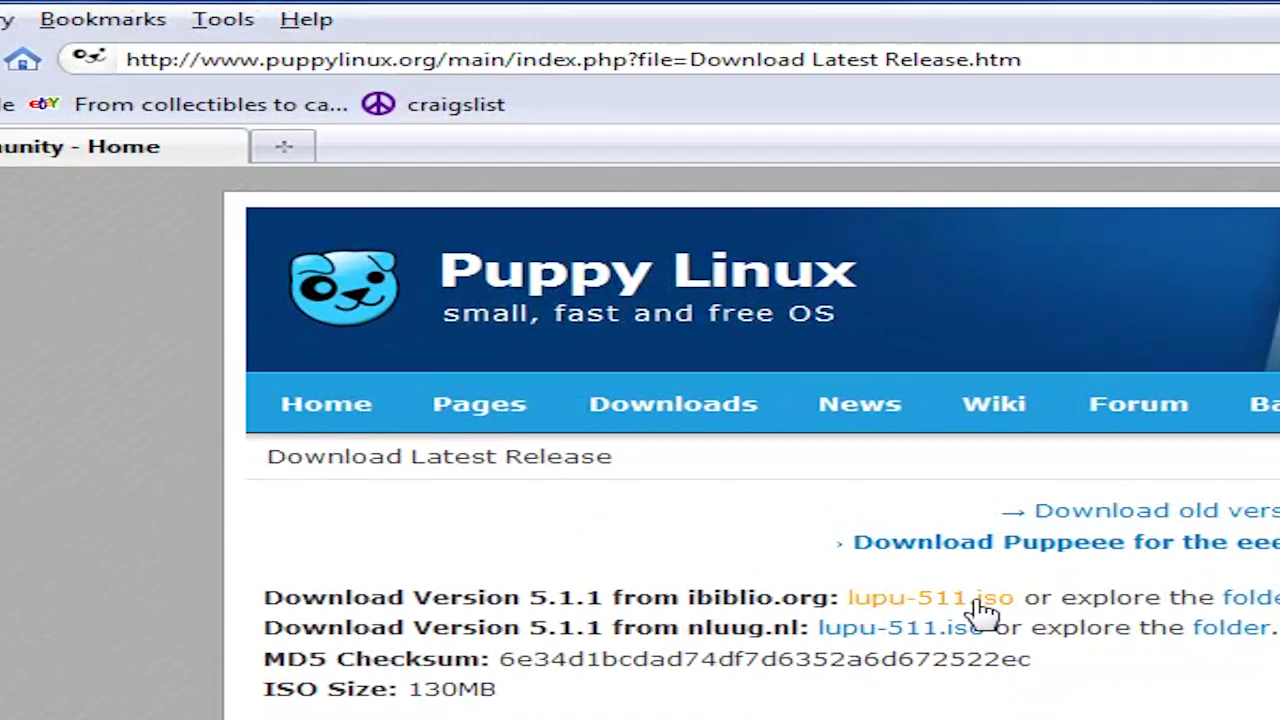 Bookmarks Tools Help
http://www.puppylinux.org/main/index.php?file=Download Latest Release.htm
ebY From collectibles to ca... craigslist
unity - Home
Puppy Linux
small, fast and free OS
Home Pages Downloads News Wiki Forum Ba
Download Latest Release
→ Download old vers
› Download Puppeee for the eee
Download Version 5.1.1 from ibiblio.org: lupu-511.iso or explore the folde
Download Version 5.1.1 from nluug.nl: lupu-511.iso or explore the folder.
MD5 Checksum: 6e34d1bcdad74df7d6352a6d672522ec
ISO Size: 130MB